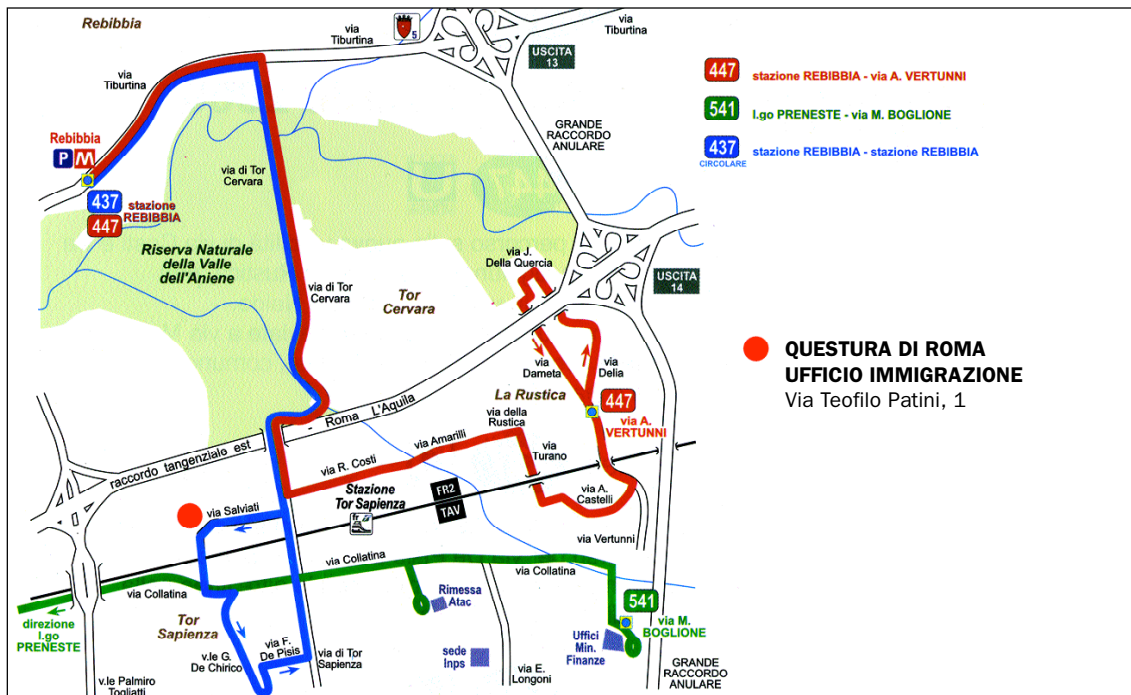 Rebibbia
via
Tiburtina
5
via
Tiburtina
USCITA
13
via
Tiburtina
GRANDE
RACCORDO
ANULARE
Rebibbia
P M
437
447
stazione
REBIBBIA
via di Tor
Cervara
Riserva Naturale
della Valle
dell'Aniene
via di Tor
Cervara
Tor
Cervara
via J.
Della Quercia
USCITA
14
via
Dameta
via
Delia
La Rustica
447
via A.
VERTUNNI
raccordo tangenziale est - Roma L'Aquila
via della
Rustica
via Amarilli
via R. Costi
via
Turano
via A.
Castelli
via Vertunni
Stazione
Tor Sapienza
fr
FR2
TAV
via Salviati
via Collatina
via Collatina
via Collatina
direzione
l.go
PRENESTE
Tor
Sapienza
v.le G.
De Chirico
via F.
De Pisis
via di Tor
Sapienza
v.le Palmiro
Togliatti
Rimessa
Atac
sede
Inps
via E.
Longoni
Uffici
Min.
Finanze
541
via M.
BOGLIONE
GRANDE
RACCORDO
ANULARE
447 stazione REBIBBIA - via A. VERTUNNI
541 l.go PRENESTE - via M. BOGLIONE
437 stazione REBIBBIA - stazione REBIBBIA
CIRCOLARE
QUESTURA DI ROMA
UFFICIO IMMIGRAZIONE
Via Teofilo Patini, 1